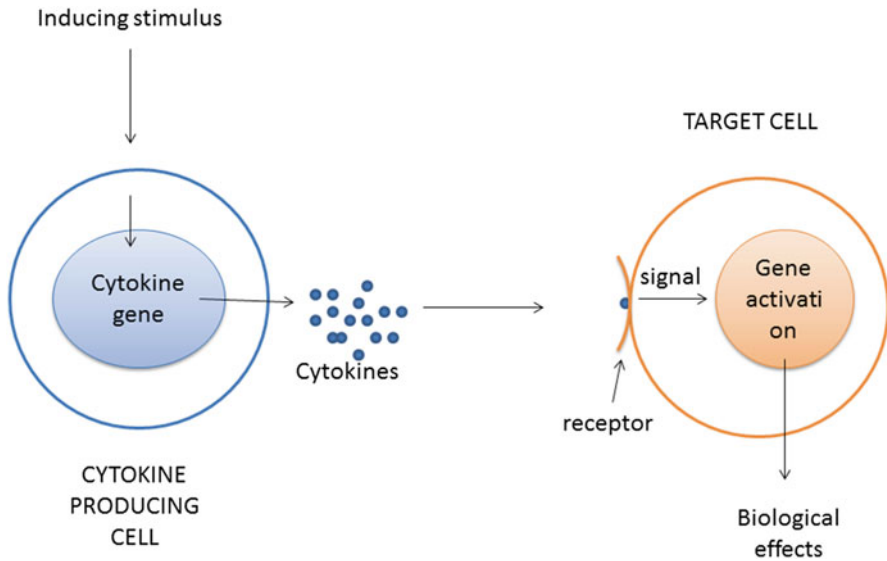 Inducing stimulus
TARGET CELL
Cytokine
gene
Cytokines
signal
Gene
activati
on
receptor
CYTOKINE
PRODUCING
CELL
Biological
effects